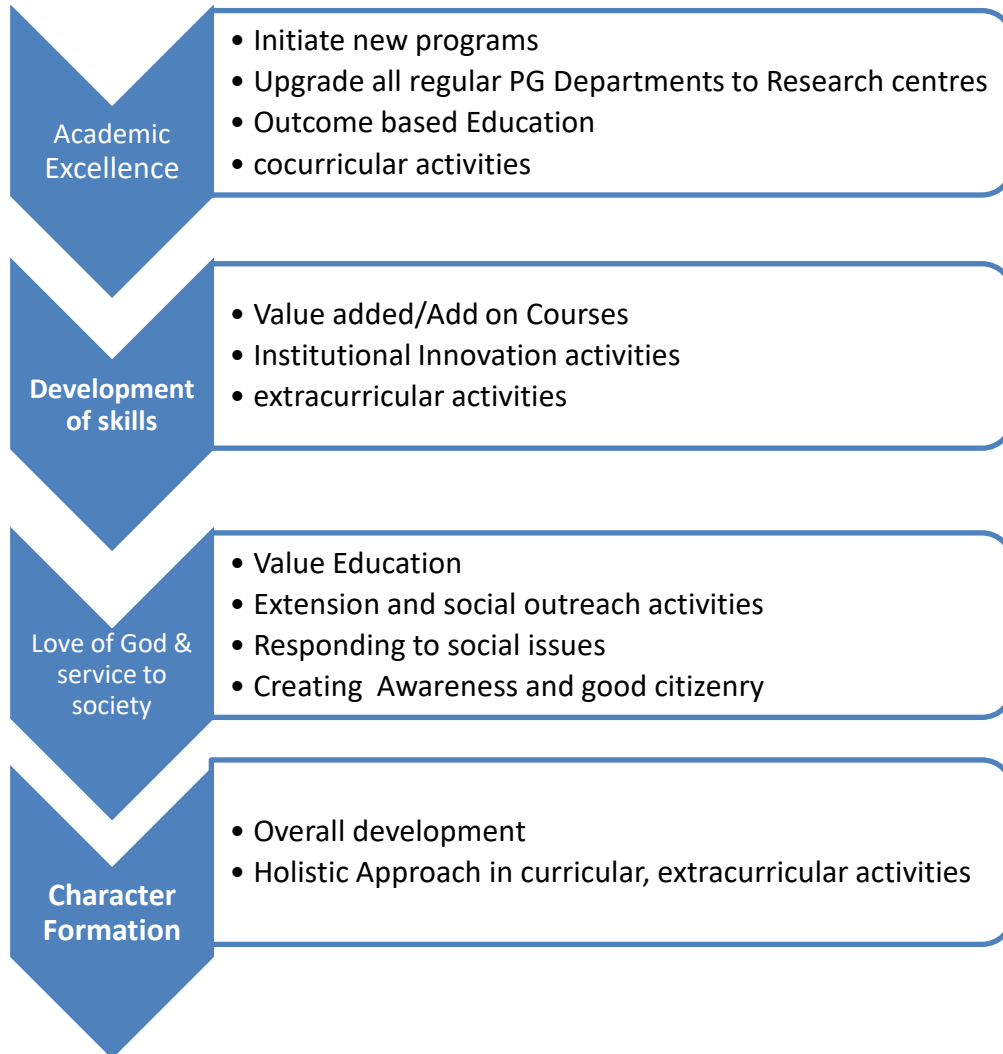 Academic
Excellence
• Initiate new programs
• Upgrade all regular PG Departments to Research centres
• Outcome based Education
• cocurricular activities
Development
of skills
• Value added/Add on Courses
• Institutional Innovation activities
• extracurricular activities
Love of God &
service to
society
• Value Education
• Extension and social outreach activities
• Responding to social issues
• Creating  Awareness and good citizenry
Character
Formation
• Overall development
• Holistic Approach in curricular, extracurricular activities